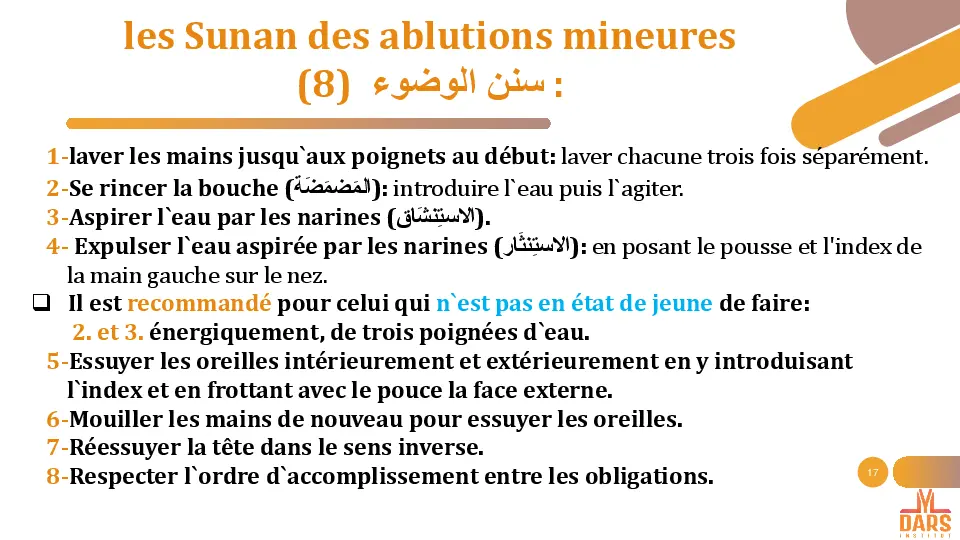 les Sunan des ablutions mineures
(8) سنن الوضوء :
1-laver les mains jusqu`aux poignets au début: laver chacune trois fois séparément.
2-Se rincer la bouche (المَضمَضَة): introduire l`eau puis l`agiter.
3-Aspirer l`eau par les narines (الاستِنشَاق).
4- Expulser l`eau aspirée par les narines (الاستِنثَار): en posant le pousse et l'index de
la main gauche sur le nez.
❑ Il est recommandé pour celui qui n`est pas en état de jeune de faire:
2. et 3. énergiquement, de trois poignées d`eau.
5-Essuyer les oreilles intérieurement et extérieurement en y introduisant
l`index et en frottant avec le pouce la face externe.
6-Mouiller les mains de nouveau pour essuyer les oreilles.
7-Réessuyer la tête dans le sens inverse.
8-Respecter l`ordre d`accomplissement entre les obligations.
17
DARS
INSTITUT